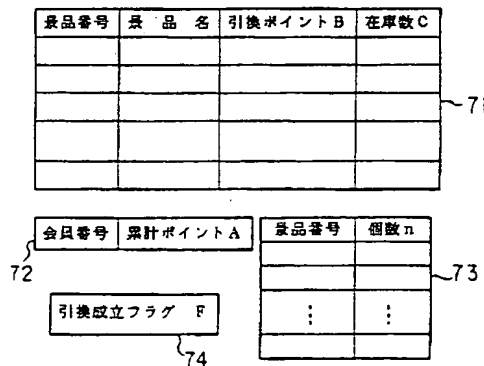 景品番号 景品名 引換ポイントB 在庫数C
71
会員番号 累計ポイントA
72
景品番号 個数n
73
引換成立フラグ F
74